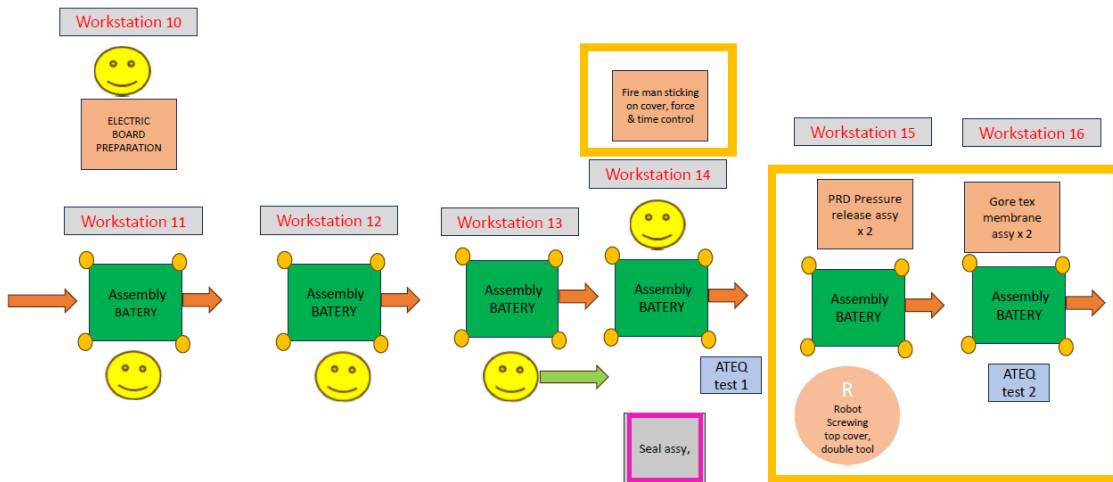 Workstation 10
ELECTRIC
BOARD
PREPARATION
Fire man sticking
on cover, force
& time control
Workstation 11
Workstation 12
Workstation 13
Workstation 14
Workstation 15
Workstation 16
PRD Pressure
release assy
x 2
Gore tex
membrane
assy x 2
Assembly
BATERY
Assembly
BATERY
Assembly
BATERY
Assembly
BATERY
Assembly
BATERY
Assembly
BATERY
ATEQ
test 1
ATEQ
test 2
R
Robot
Screwing
top cover,
double tool
Seal assy,